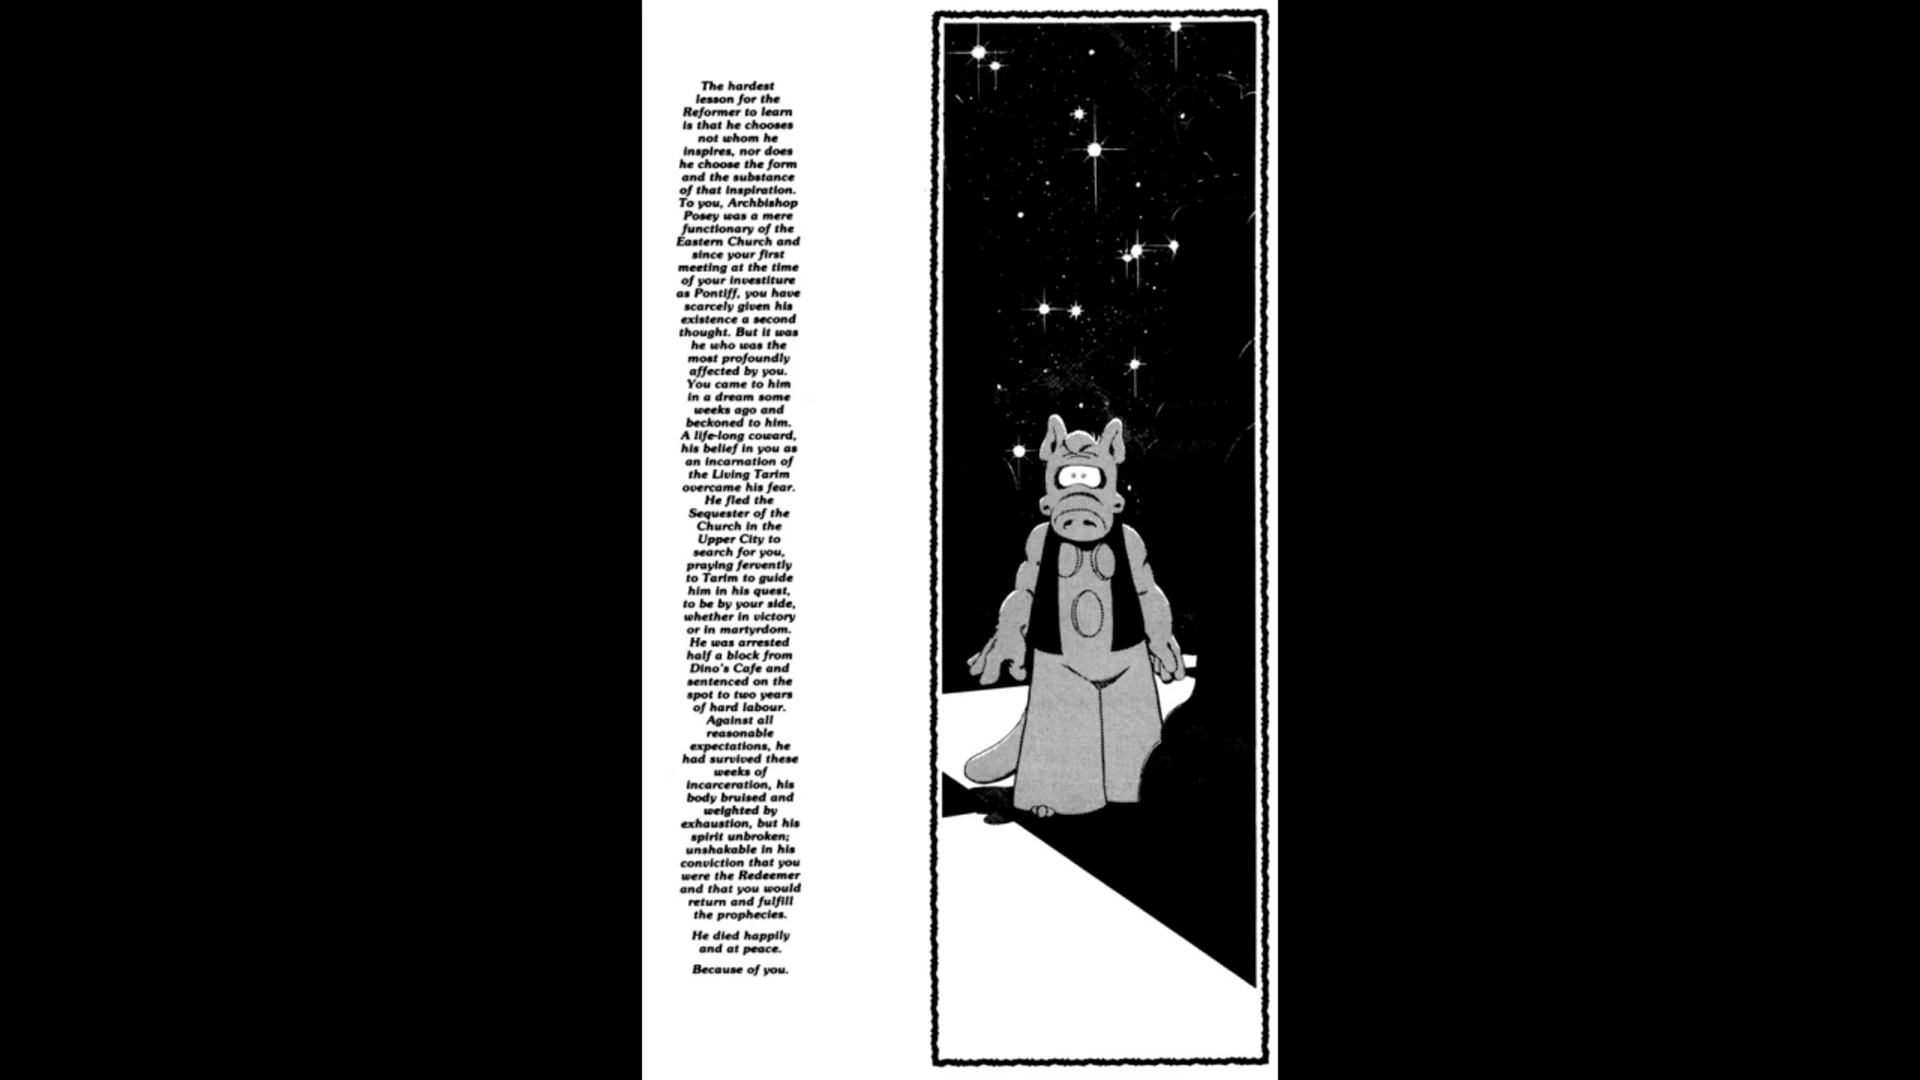 The hardest
lesson for the
Reformer to learn
is that he chooses
not whom he
inspires, nor does
he choose the form
and the substance
of that inspiration.
To you, Archbishop
Posey was a mere
functionary of the
Eastern Church and
since your first
meeting at the time
of your investiture
as Pontiff, you have
scarcely given his
existence a second
thought. But it was
he who was the
most profoundly
affected by you.
You came to him
in a dream some
weeks ago and
beckoned to him.
A life-long coward,
his belief in you as
an incarnation of
the Living Tarim
overcame his fear.
He fled the
Sequester of the
Church in the
Upper City to
search for you,
praying fervently
to Tarim to guide
him in his quest,
to be by your side,
whether in victory
or in martyrdom.
He was arrested
half a block from
Dino's Cafe and
sentenced on the
spot to two years
of hard labour.
Against all
reasonable
expectations, he
had survived these
weeks of
incarceration, his
body bruised and
weighted by
exhaustion, but his
spirit unbroken;
unshakable in his
conviction that you
were the Redeemer
and that you would
return and fulfill
the prophecies.
He died happily
and at peace.
Because of you.